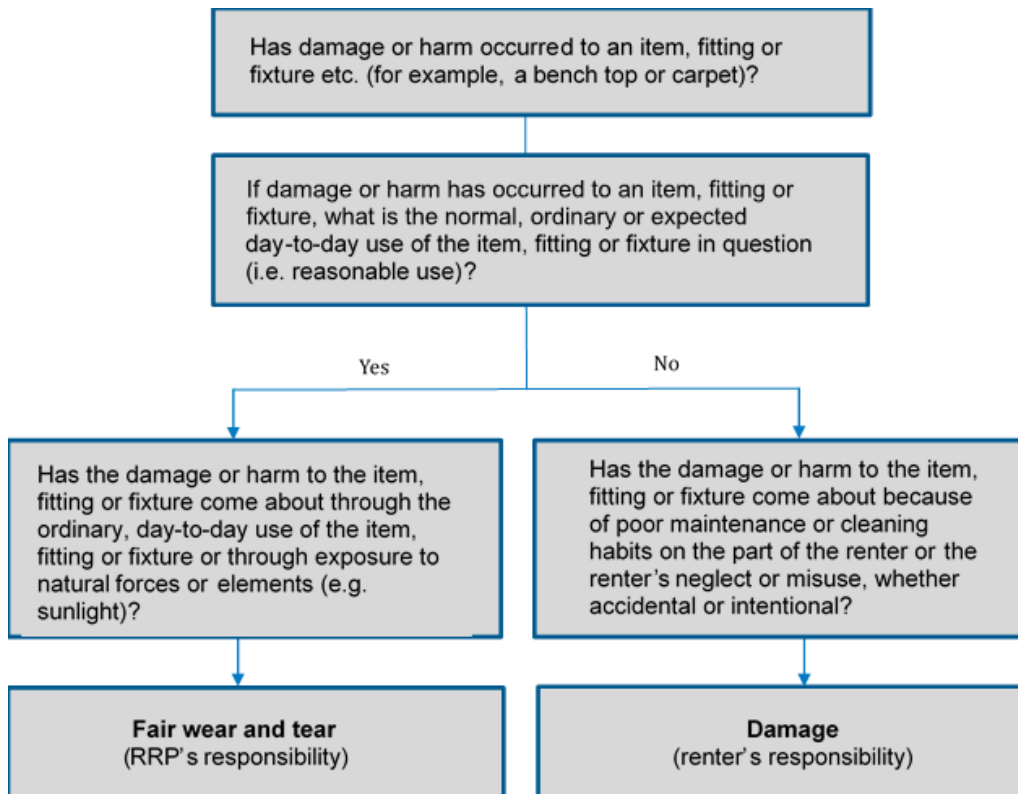 Has damage or harm occurred to an item, fitting or
fixture etc. (for example, a bench top or carpet)?
If damage or harm has occurred to an item, fitting or
fixture, what is the normal, ordinary or expected
day-to-day use of the item, fitting or fixture in question
(i.e. reasonable use)?
Yes
No
Has the damage or harm to the item,
fitting or fixture come about through the
ordinary, day-to-day use of the item,
fitting or fixture or through exposure to
natural forces or elements (e.g.
sunlight)?
Has the damage or harm to the item,
fitting or fixture come about because
of poor maintenance or cleaning
habits on the part of the renter or the
renter's neglect or misuse, whether
accidental or intentional?
Fair wear and tear
(RRP's responsibility)
Damage
(renter's responsibility)